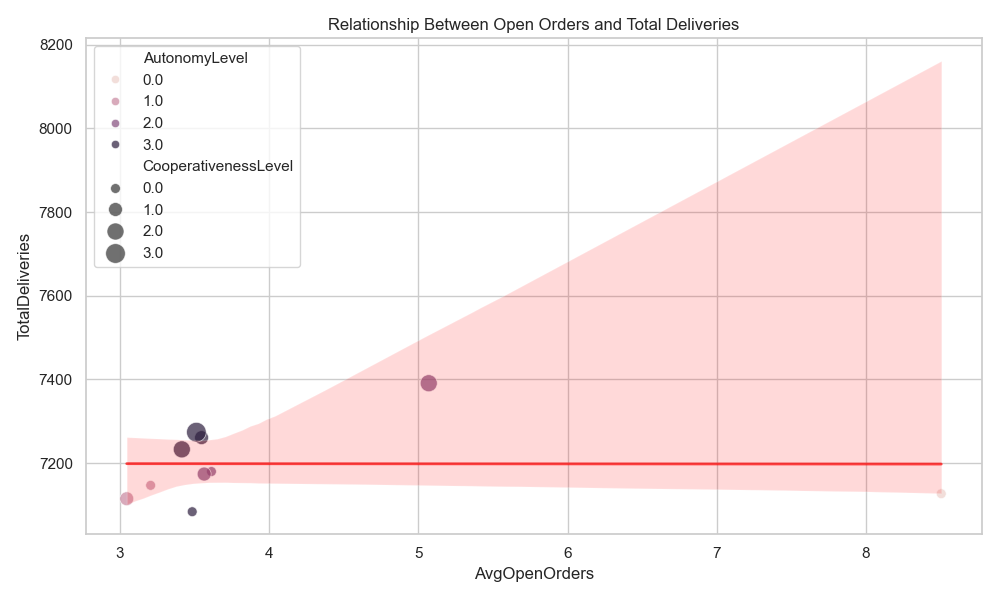 Relationship Between Open Orders and Total Deliveries
AutonomyLevel
0.0
1.0
2.0
3.0
CooperativenessLevel
0.0
1.0
2.0
3.0
8200
8000
7800
7600
7400
7200
TotalDeliveries
3 4 5 6 7 8
AvgOpenOrders